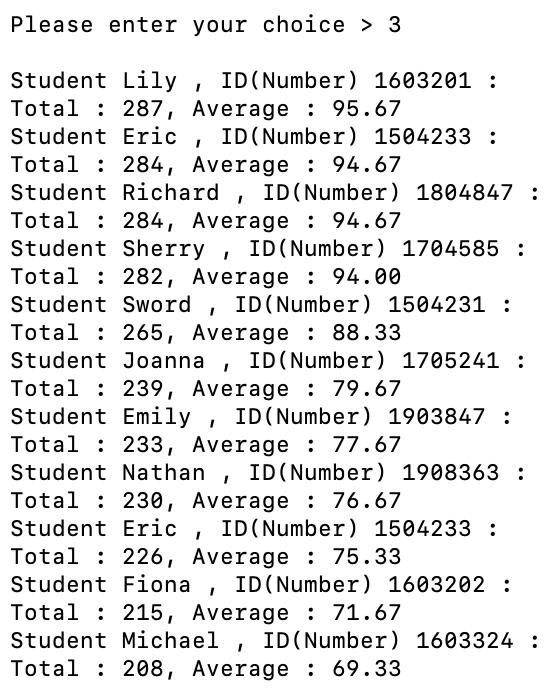 Please enter your choice > 3
Student Lily , ID(Number) 1603201 :
Total : 287, Average : 95.67
Student Eric , ID(Number) 1504233 :
Total : 284, Average : 94.67
Student Richard , ID(Number) 1804847 :
Total : 284, Average : 94.67
Student Sherry , ID(Number) 1704585 :
Total : 282, Average : 94.00
Student Sword , ID(Number) 1504231 :
Total : 265, Average : 88.33
Student Joanna , ID(Number) 1705241 :
Total : 239, Average : 79.67
Student Emily , ID(Number) 1903847 :
Total : 233, Average : 77.67
Student Nathan , ID(Number) 1908363 :
Total : 230, Average : 76.67
Student Eric , ID(Number) 1504233 :
Total : 226, Average : 75.33
Student Fiona , ID(Number) 1603202 :
Total : 215, Average : 71.67
Student Michael , ID(Number) 1603324 :
Total : 208, Average : 69.33